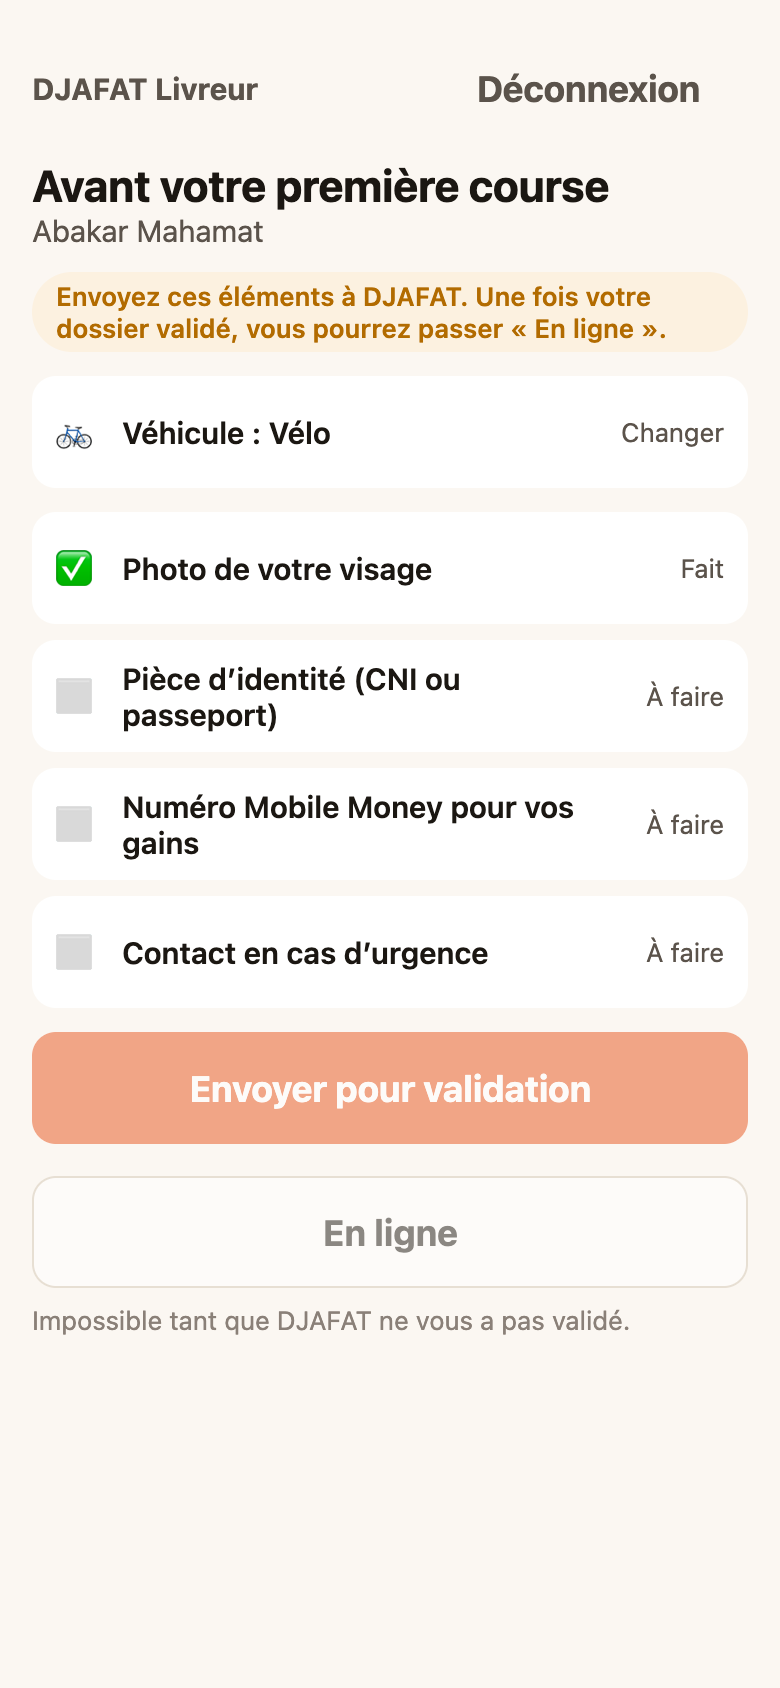 DJAFAT Livreur
Déconnexion
Avant votre première course
Abakar Mahamat
Envoyez ces éléments à DJAFAT. Une fois votre
dossier validé, vous pourrez passer « En ligne ».
Véhicule : Vélo
Changer
Photo de votre visage
Fait
Pièce d’identité (CNI ou
passeport)
À faire
Numéro Mobile Money pour vos
gains
À faire
Contact en cas d’urgence
À faire
Envoyer pour validation
En ligne
Impossible tant que DJAFAT ne vous a pas validé.